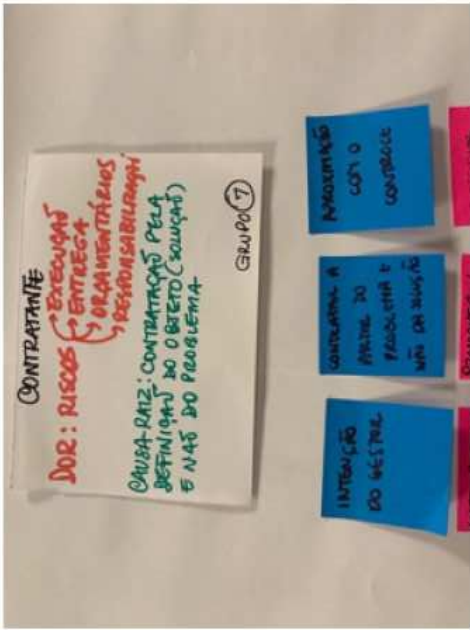 CONTRATANTE
DOR: RISCOS EXECUÇÃO
ENTREGA
ORÇAMENTÁRIOS
RESPONSABILIZAÇÃ
CAUSA-RAIZ: CONTRATAÇÃO PELA
DEFINIÇÃO DO OBJETO (SOLUÇÃO)
E NÃO DO PROBLEMA
GRUPO 7
INTENÇÃO
DO GESTOR
CONTRATAR A
PARTIR DO
PROBLEMA E
NÃO DA SOLUÇÃO
APROXIMAÇÃO
COM O
CONTROLE